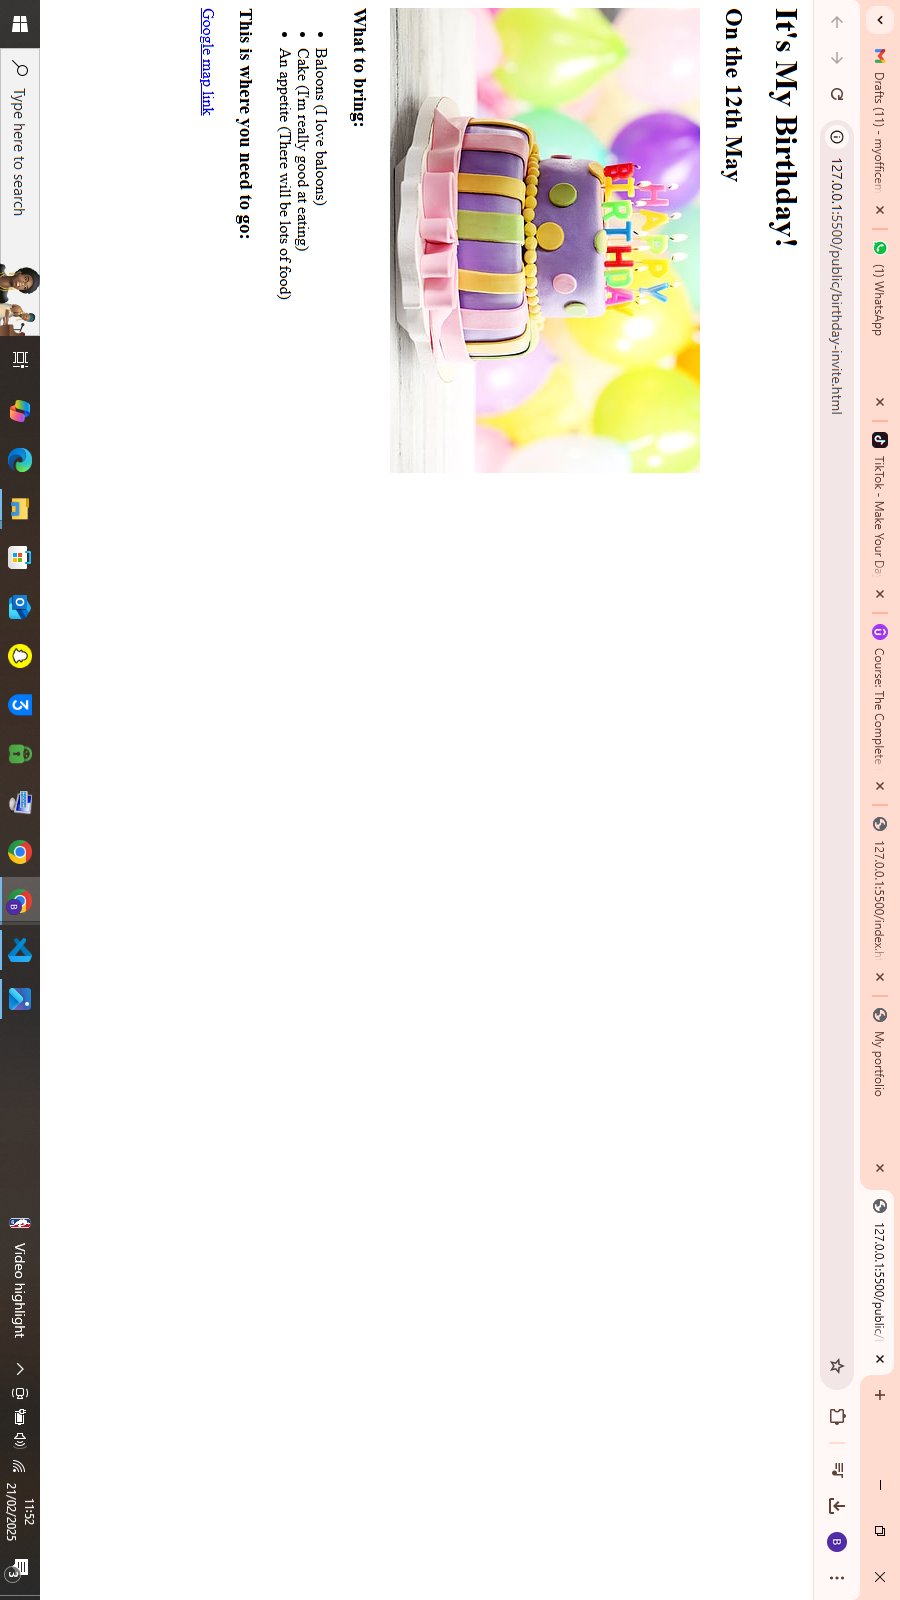 Drafts (11) - myofficem
(1) WhatsApp
TikTok - Make Your Da
Course: The Complete
127.0.0.1:5500/index.h
My portfolio
127.0.0.1:5500/public/
127.0.0.1:5500/public/birthday-invite.html
B
It's My Birthday!
On the 12th May
HAPPY
BIRTHDAY
What to bring:
Baloons (I love baloons)
Cake (I'm really good at eating)
An appetite (There will be lots of food)
This is where you need to go:
Google map link
Type here to search
Video highlight
11:52
21/02/2025
3